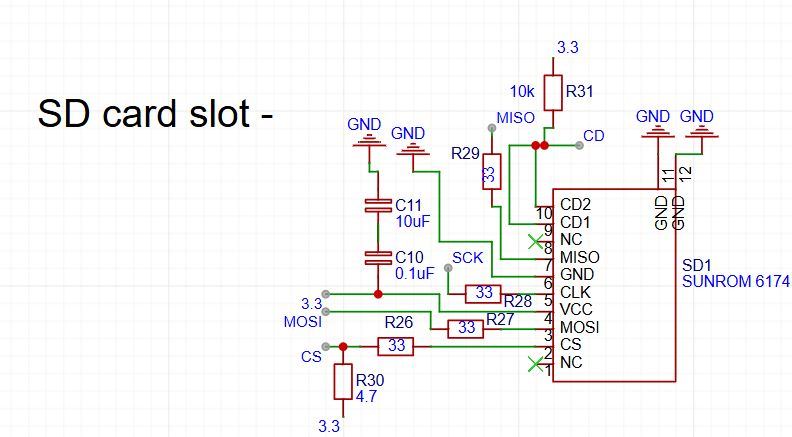 3.3
10k R31
SD card slot -
MISO
GND
GND
GND
GND
CD
R29
33
11
12
GND
GND
C11
10uF
CD2
10
CD1
9
NC
8
MISO
7
GND
6
CLK
5
VCC
4
MOSI
3
CS
2
NC
1
SCK
C10
0.1uF
SD1
SUNROM 6174
33
R28
3.3
MOSI
R27
33
R26
33
CS
R30
4.7
3.3